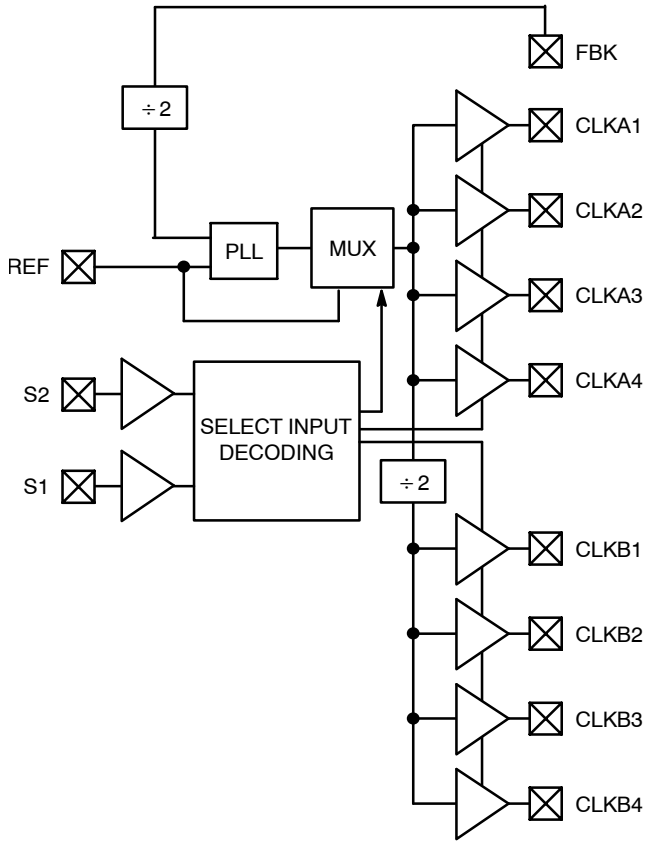 FBK
÷2
CLKA1
CLKA2
PLL
MUX
REF
CLKA3
CLKA4
S2
SELECT INPUT
DECODING
S1
÷2
CLKB1
CLKB2
CLKB3
CLKB4